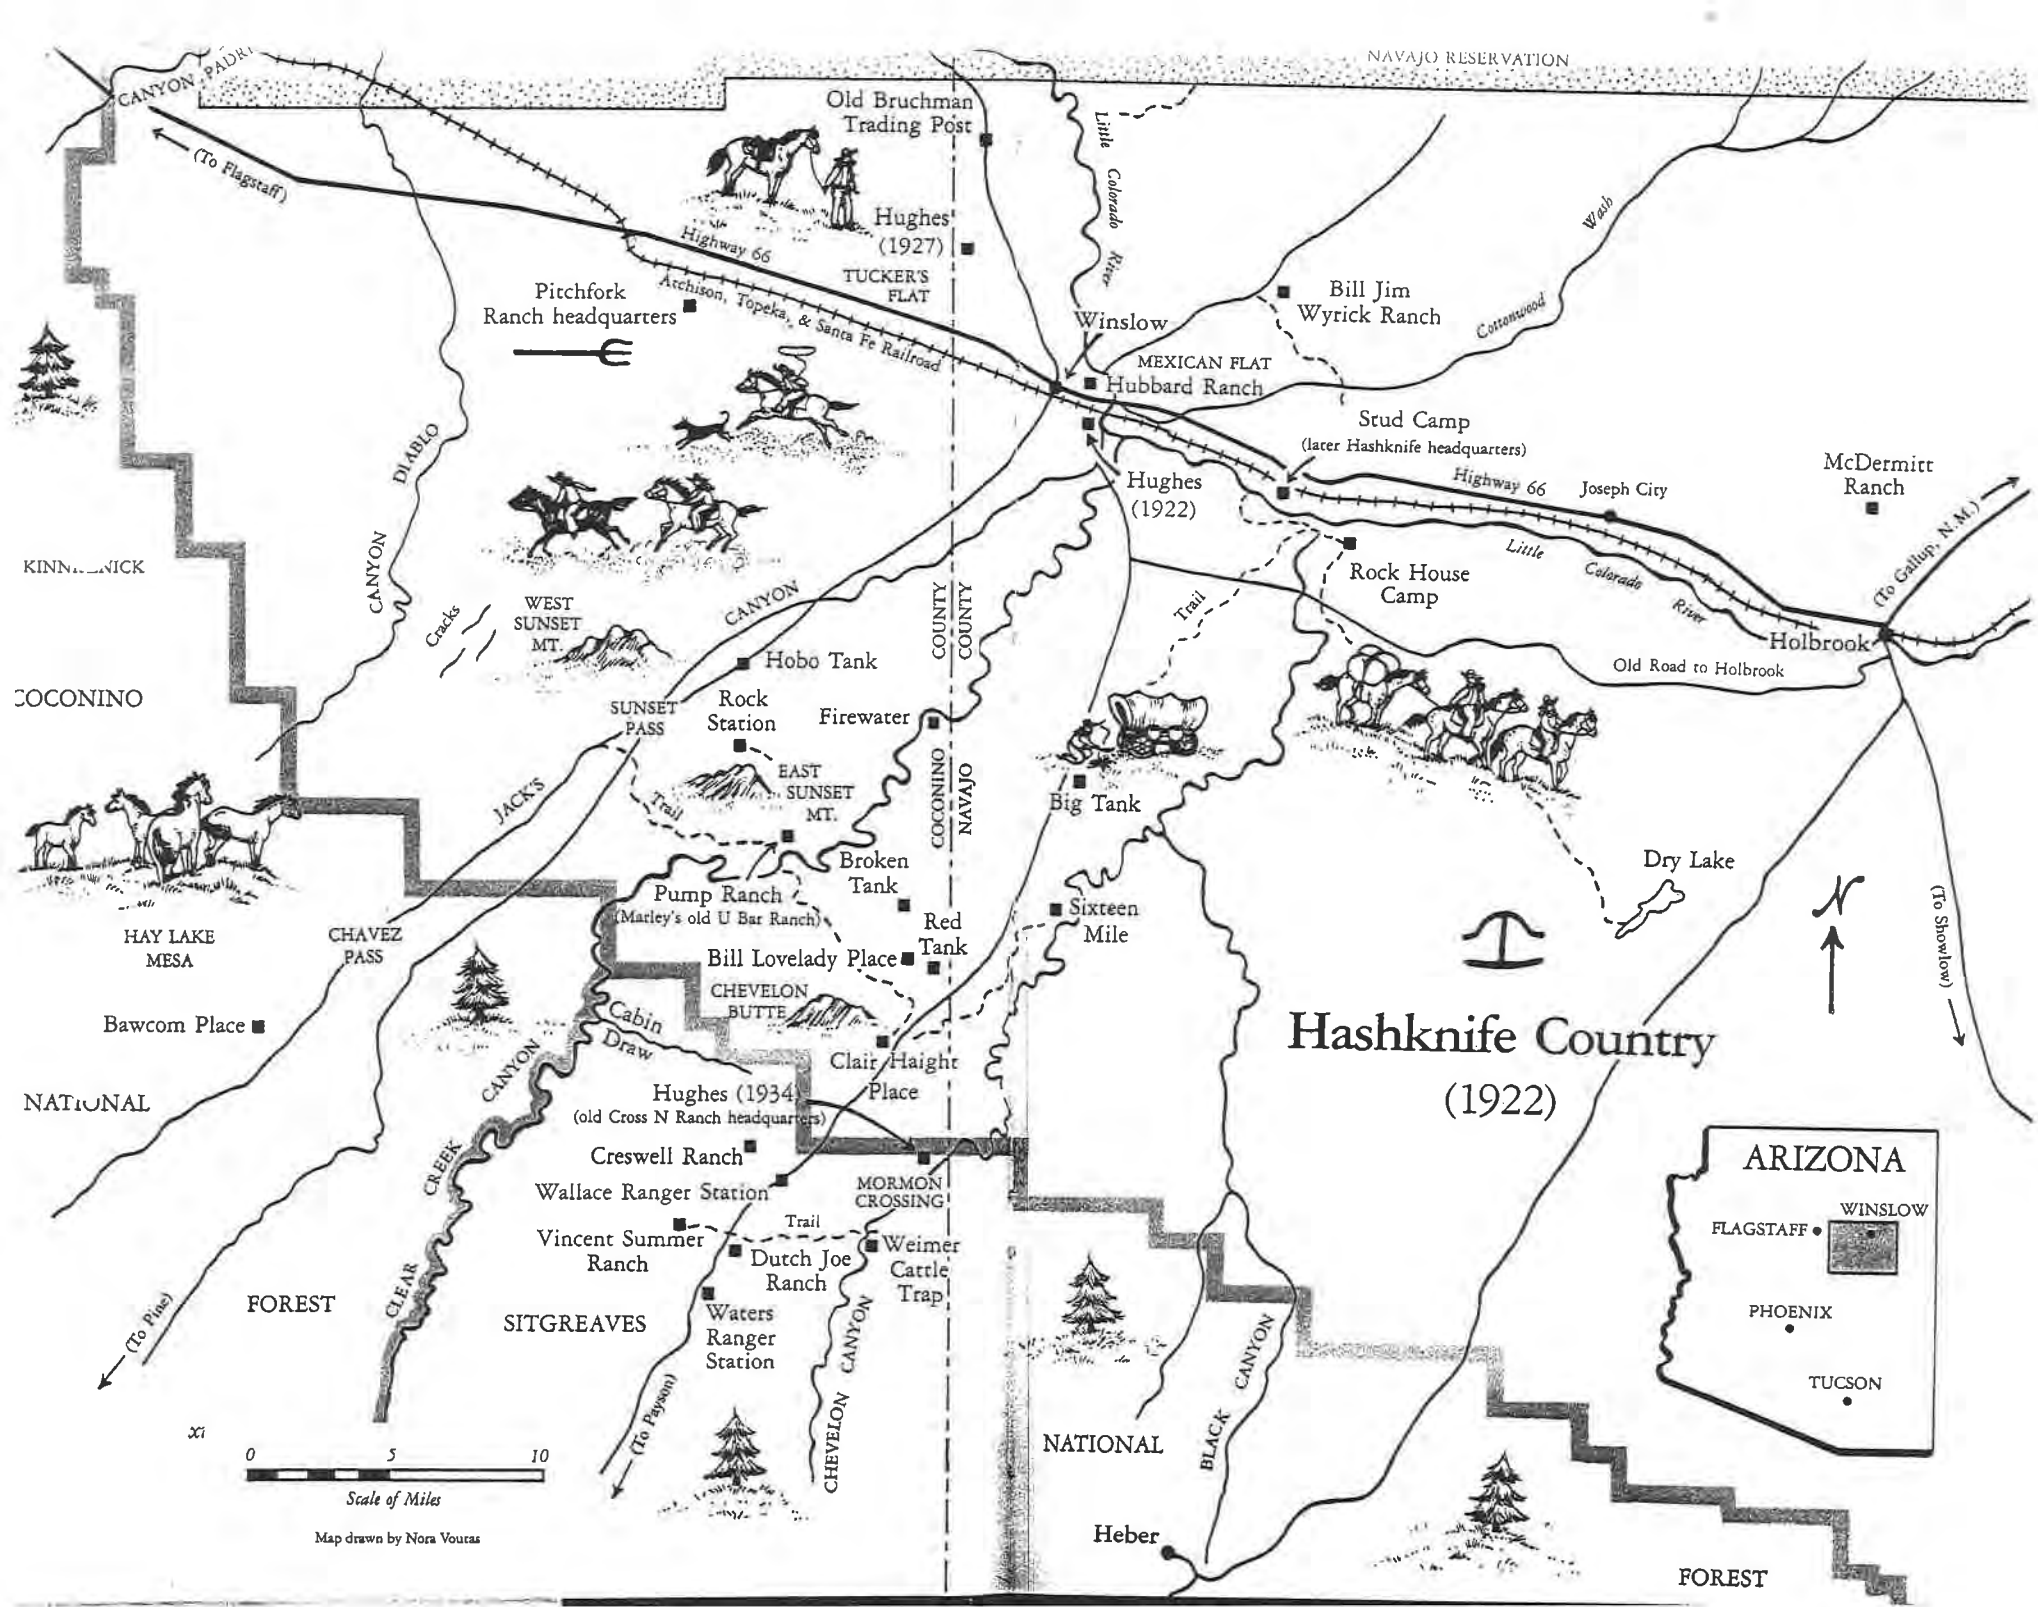 NAVAJO RESERVATION
CANYON PADRE
Old Bruchman
Trading Post
Little Colorado River
(To Flagstaff)
Hughes
(1927)
Wash
Highway 66
TUCKER'S
FLAT
Atchison, Topeka, & Santa Fe Railroad
Pitchfork
Ranch headquarters
Bill Jim
Wyrick Ranch
Cottonwood
Winslow
MEXICAN FLAT
Hubbard Ranch
Stud Camp
(later Hashknife headquarters)
Highway 66
Joseph City
McDermitt
Ranch
Hughes
(1922)
(To Gallup, N.M.)
CANYON DIABLO
Little Colorado River
Rock House
Camp
Trail
Holbrook
Old Road to Holbrook
Cracks
WEST
SUNSET
MT.
CANYON
COUNTY
COUNTY
Hobo Tank
COCONINO
SUNSET
PASS
Rock
Station
Firewater
EAST
SUNSET
MT.
COCONINO
NAVAJO
Big Tank
JACK'S
Trail
Broken
Tank
Dry Lake
Pump Ranch
(Marley's old U Bar Ranch)
Red
Tank
Sixteen
Mile
N
(To Showlow)
HAY LAKE
MESA
CHAVEZ
PASS
Bill Lovelady Place
CHEVELON
BUTTE
Bawcom Place
Cabin
Draw
Hashknife Country
(1922)
Clair Haight
Place
NATIONAL
CANYON
Hughes (1934)
(old Cross N Ranch headquarters)
Creswell Ranch
CREEK
Wallace Ranger Station
MORMON
CROSSING
ARIZONA
WINSLOW
FLAGSTAFF
PHOENIX
TUCSON
Vincent Summer
Ranch
Trail
Dutch Joe
Ranch
Weimer
Cattle
Trap
CLEAR
FOREST
SITGREAVES
Waters
Ranger
Station
(To Pine)
(To Payson)
CHEVELON CANYON
BLACK CANYON
NATIONAL
xi
0 5 10
Scale of Miles
Map drawn by Nora Voutas
Heber
FOREST